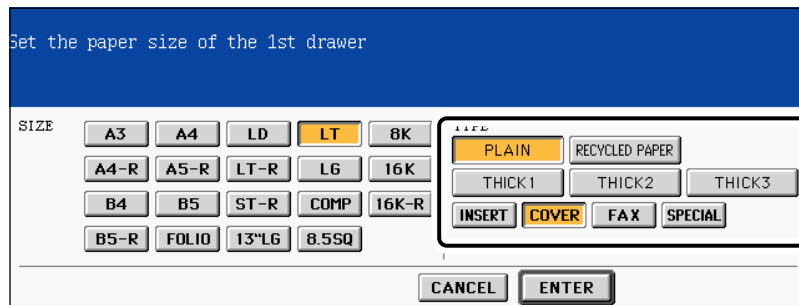 Set the paper size of the 1st drawer
SIZE
A3 A4 LD LT 8K
A4-R A5-R LT-R LG 16K
B4 B5 ST-R COMP 16K-R
B5-R FOLIO 13"LG 8.5SQ
TYPE
PLAIN RECYCLED PAPER
THICK1 THICK2 THICK3
INSERT COVER FAX SPECIAL
CANCEL ENTER